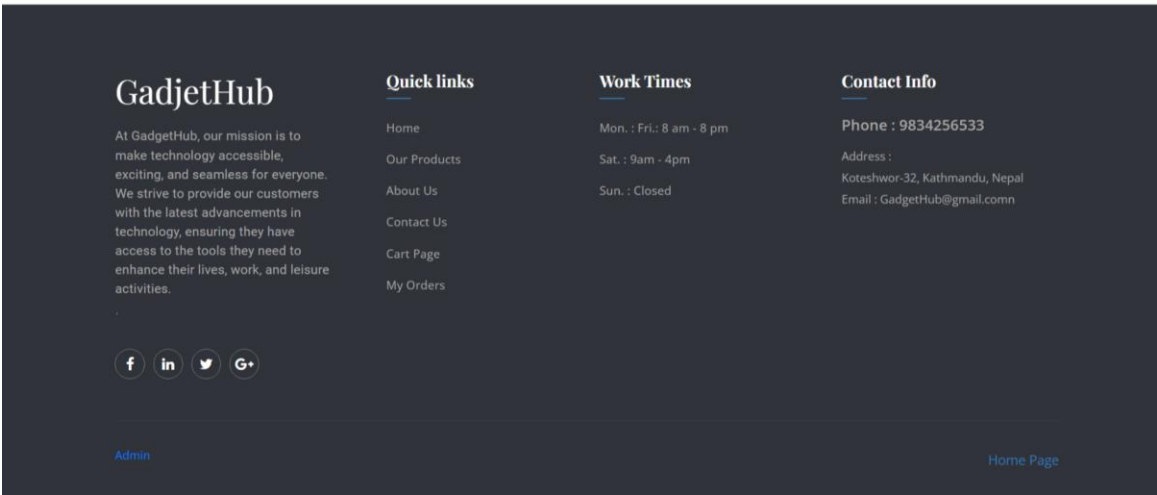 GadjetHub
At GadgetHub, our mission is to
make technology accessible,
exciting, and seamless for everyone.
We strive to provide our customers
with the latest advancements in
technology, ensuring they have
access to the tools they need to
enhance their lives, work, and leisure
activities.
.
f in G+
Quick links
Home
Our Products
About Us
Contact Us
Cart Page
My Orders
Work Times
Mon. : Fri.: 8 am - 8 pm
Sat. : 9am - 4pm
Sun. : Closed
Contact Info
Phone : 9834256533
Address :
Koteshwor-32, Kathmandu, Nepal
Email : GadgetHub@gmail.comn
Admin
Home Page